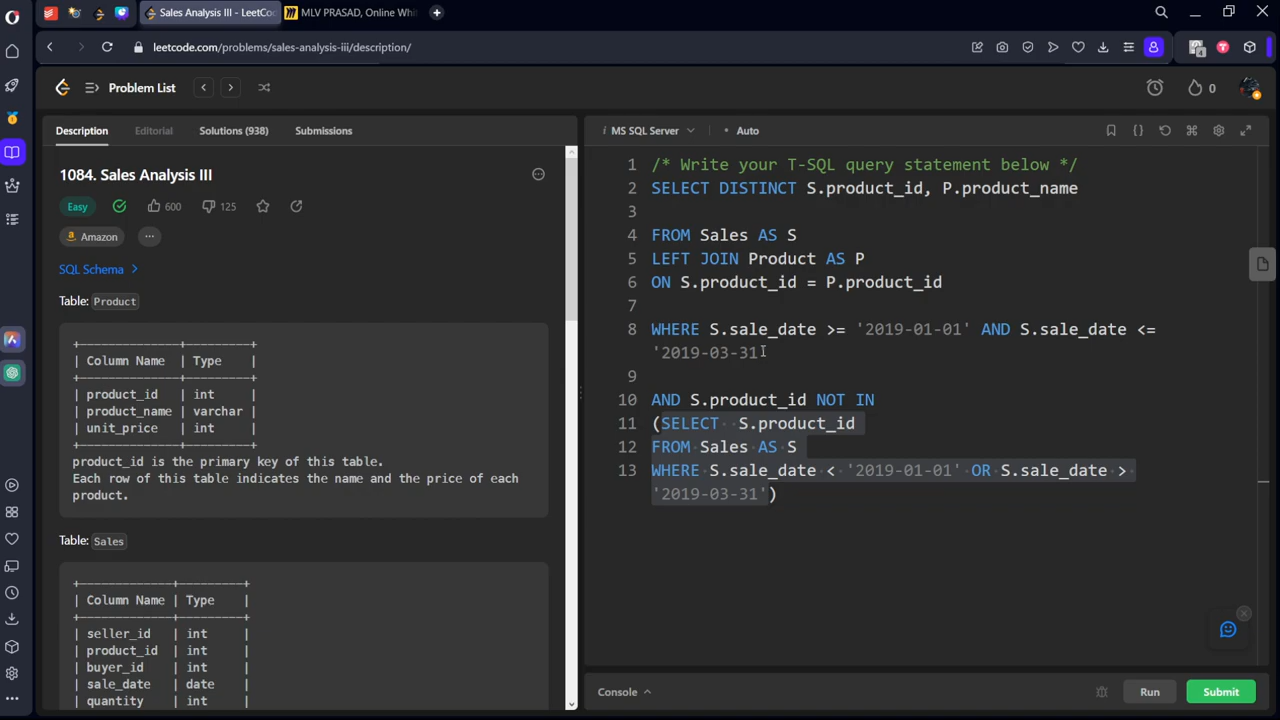 Sales Analysis III - LeetCo
MLV PRASAD, Online Whit
leetcode.com/problems/sales-analysis-iii/description/
4
Problem List
0
Description
Editorial
Solutions (938)
Submissions
MS SQL Server
• Auto
1084. Sales Analysis III
Easy
600
125
Amazon
...
SQL Schema >
Table: Product
+--------------+---------+
| Column Name  | Type    |
+--------------+---------+
| product_id   | int     |
| product_name | varchar |
| unit_price   | int     |
+--------------+---------+
product_id is the primary key of this table.
Each row of this table indicates the name and the price of each
product.
Table: Sales
+-------------+---------+
| Column Name | Type    |
+-------------+---------+
| seller_id   | int     |
| product_id  | int     |
| buyer_id    | int     |
| sale_date   | date    |
| quantity    | int     |
1 /* Write your T-SQL query statement below */
2 SELECT DISTINCT S.product_id, P.product_name
3
4 FROM Sales AS S
5 LEFT JOIN Product AS P
6 ON S.product_id = P.product_id
7
8 WHERE S.sale_date >= '2019-01-01' AND S.sale_date <=
'2019-03-31'
9
10 AND S.product_id NOT IN
11 (SELECT  S.product_id
12 FROM Sales AS S
13 WHERE S.sale_date < '2019-01-01' OR S.sale_date >
'2019-03-31')
Console
Run
Submit